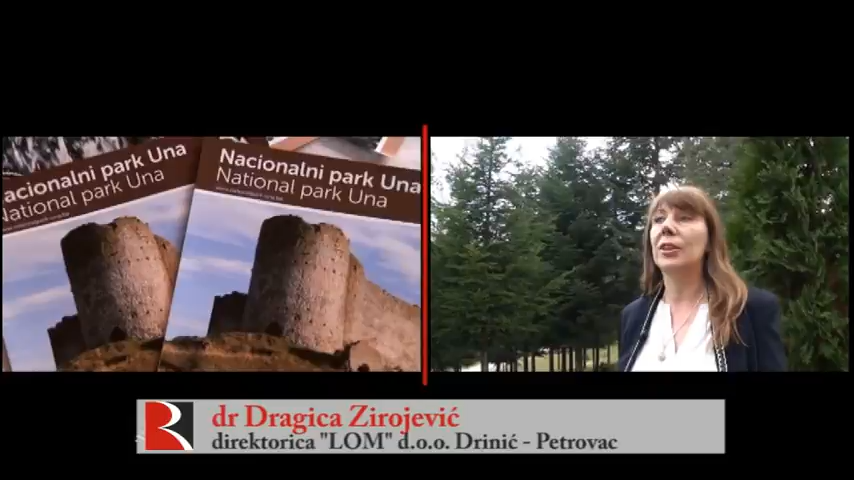 Nacionalni park Una
National park Una
Nacionalni park Una
National park Una
dr Dragica Zirojević
direktorica "LOM" d.o.o. Drinić - Petrovac